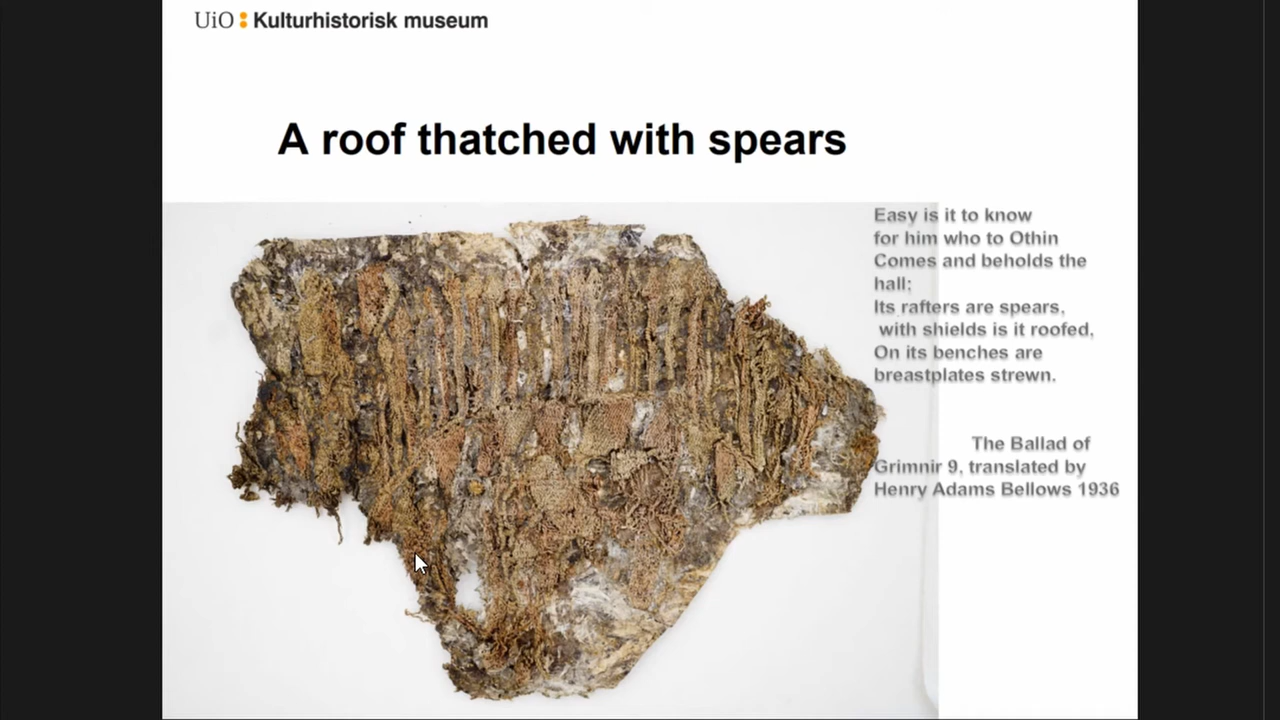 UiO : Kulturhistorisk museum
A roof thatched with spears
Easy is it to know
for him who to Othin
Comes and beholds the
hall;
Its rafters are spears,
with shields is it roofed,
On its benches are
breastplates strewn.
The Ballad of
Grimnir 9, translated by
Henry Adams Bellows 1936